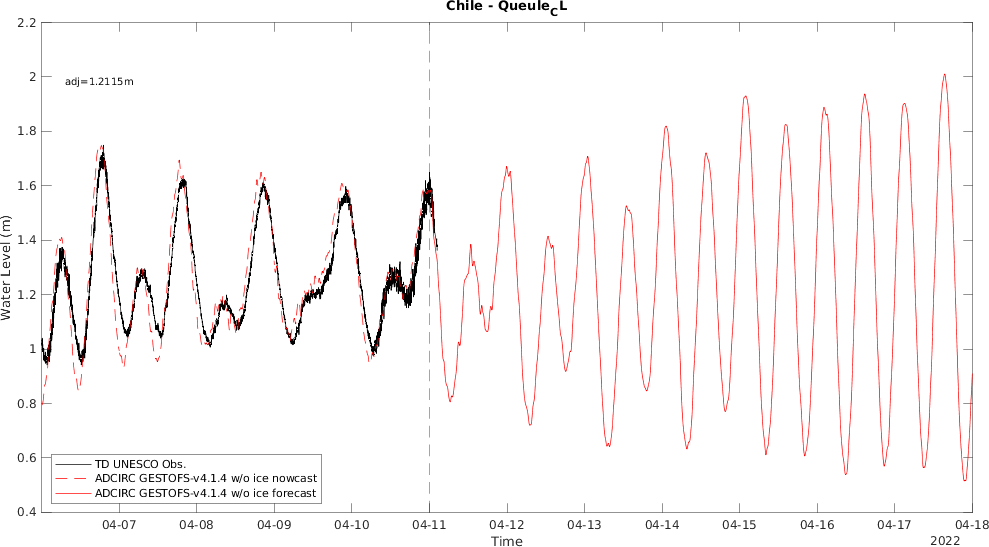 Chile - Queule_CL
2.2
2
1.8
1.6
1.4
1.2
1
0.8
0.6
0.4
Water Level (m)
adj=1.2115m
TD UNESCO Obs.
ADCIRC GESTOFS-v4.1.4 w/o ice nowcast
ADCIRC GESTOFS-v4.1.4 w/o ice forecast
04-07 04-08 04-09 04-10 04-11 04-12 04-13 04-14 04-15 04-16 04-17 04-18
Time
2022